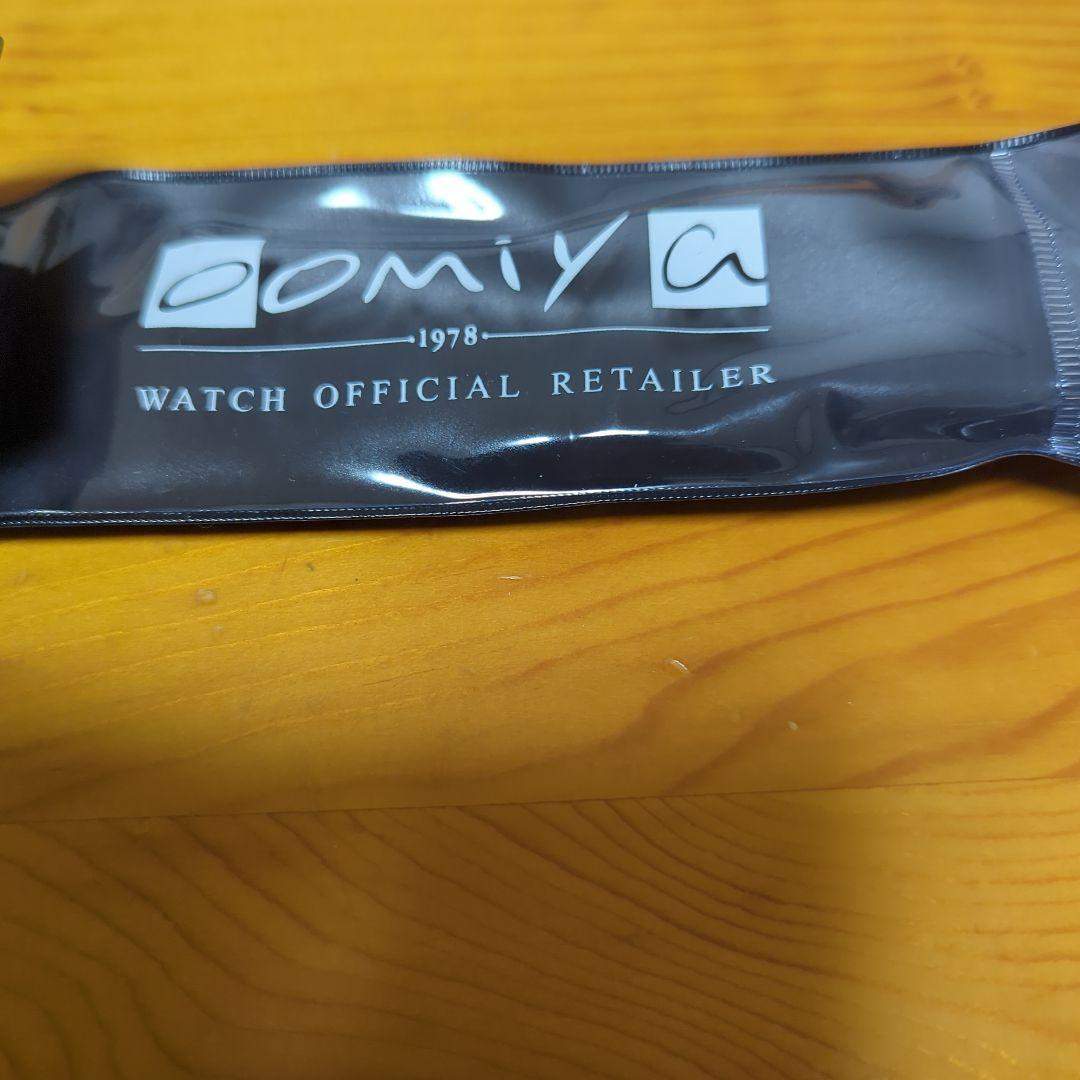 oomiya
1978
WATCH OFFICIAL RETAILER